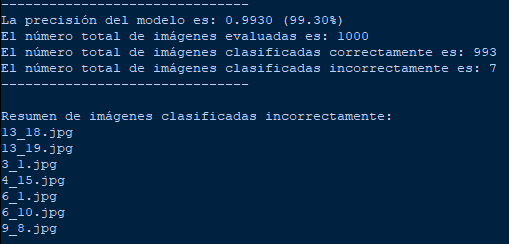 -------------------------------
La precisión del modelo es: 0.9930 (99.30%)
El número total de imágenes evaluadas es: 1000
El número total de imágenes clasificadas correctamente es: 993
El número total de imágenes clasificadas incorrectamente es: 7
-------------------------------
Resumen de imágenes clasificadas incorrectamente:
13_18.jpg
13_19.jpg
3_1.jpg
4_15.jpg
6_1.jpg
6_10.jpg
9_8.jpg